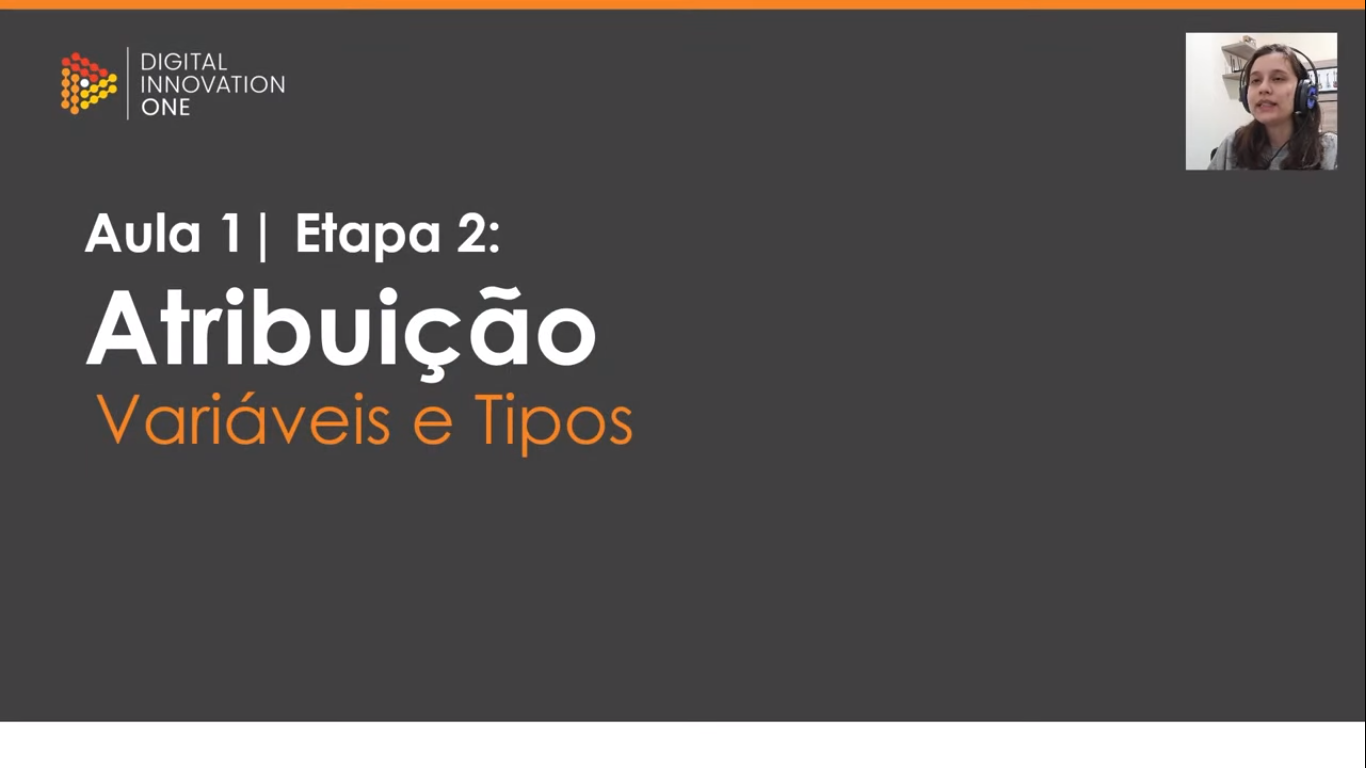 DIGITAL
INNOVATION
ONE
Aula 1| Etapa 2:
Atribuição
Variáveis e Tipos